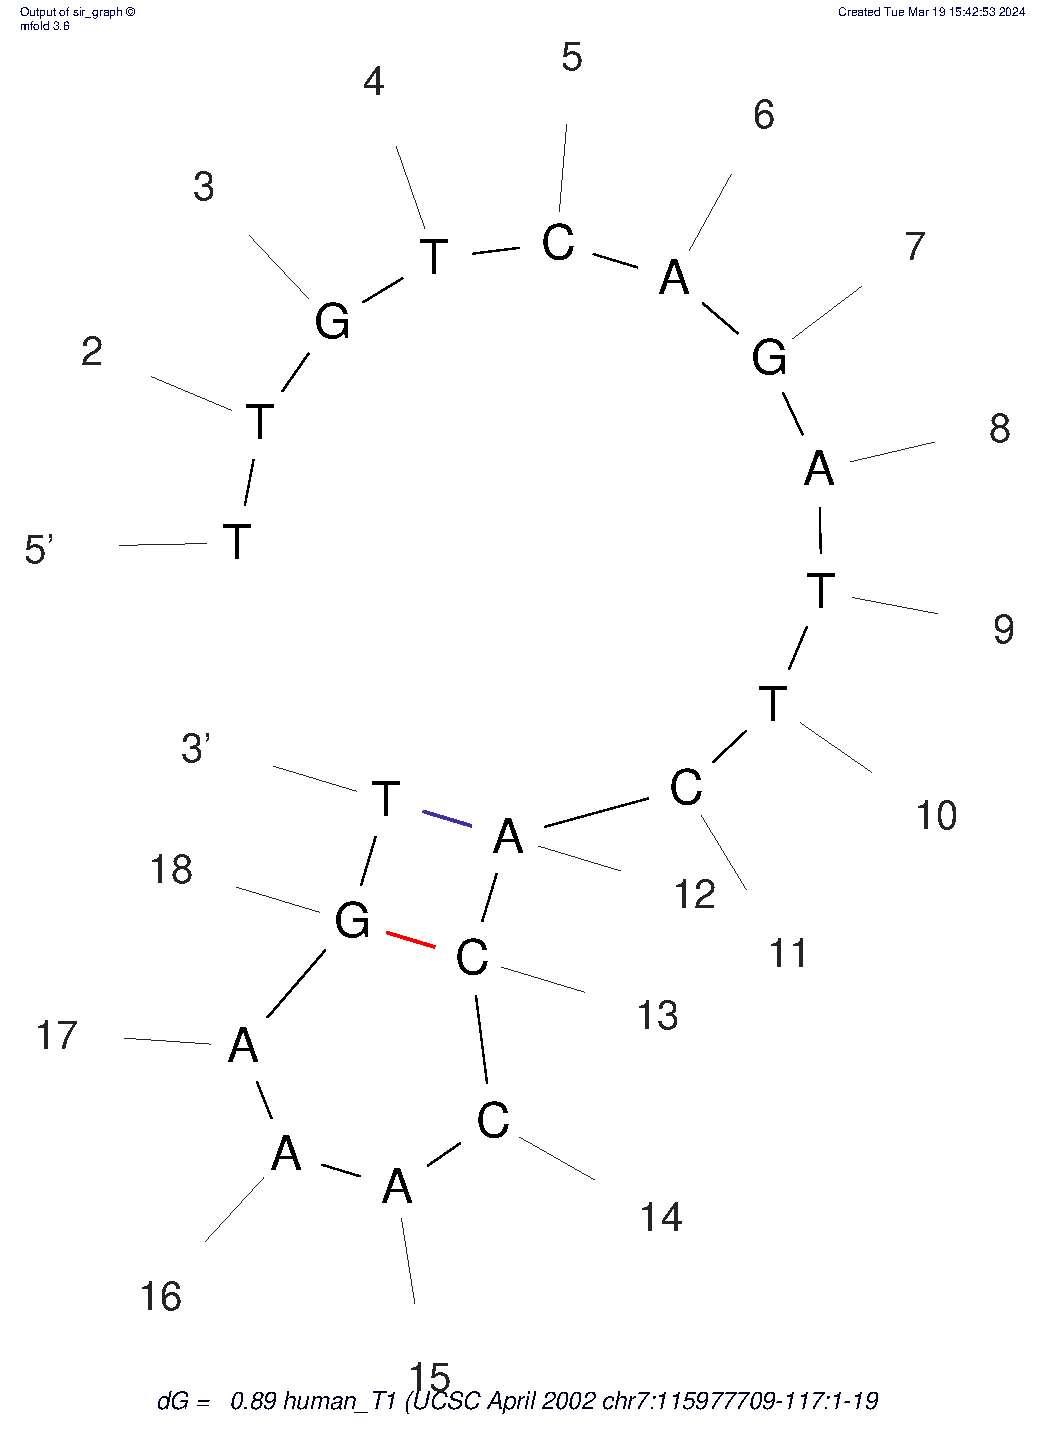 Output of sir_graph ©
mfold 3.6
Created Tue Mar 19 15:42:53 2024
5
4
6
3
C
7
T
A
G
2
G
T
8
A
T
5'
T
9
T
3'
T
C
10
A
18
12
G
C
11
13
17
A
C
A
A
14
16
15
dG = 0.89 human_T1 (UCSC April 2002 chr7:115977709-117:1-19